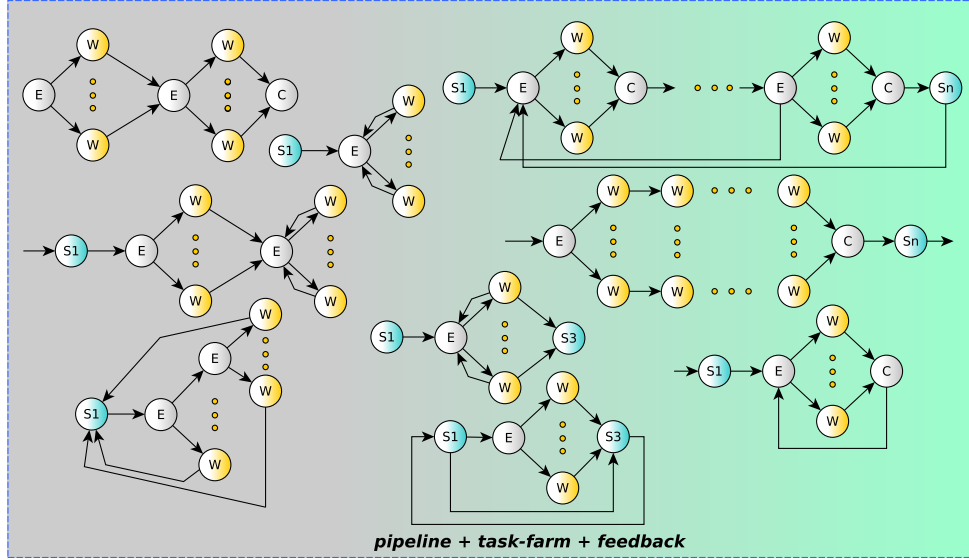 W W
E E C
W W
W
S1 E
W
W W
S1 E C E C Sn
W W
W W
S1 E E
W W
W W W
E C Sn
W W W
W
E
S1 E W
W
W
S1 E S3
W
W
S1 E C
W
W
S1 E S3
W
pipeline + task-farm + feedback